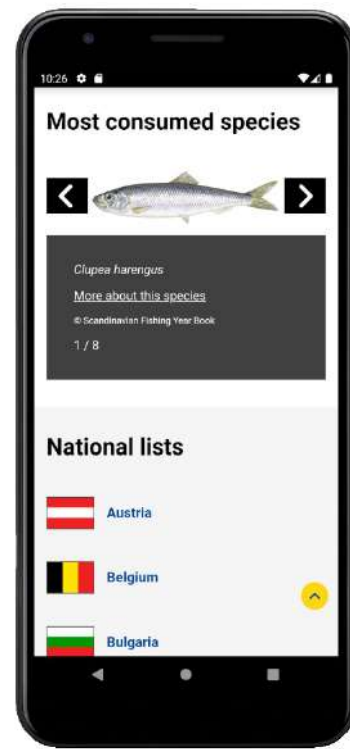 10:26
Most consumed species
Clupea harengus
More about this species
© Scandinavian Fishing Year Book
1 / 8
National lists
Austria
Belgium
Bulgaria